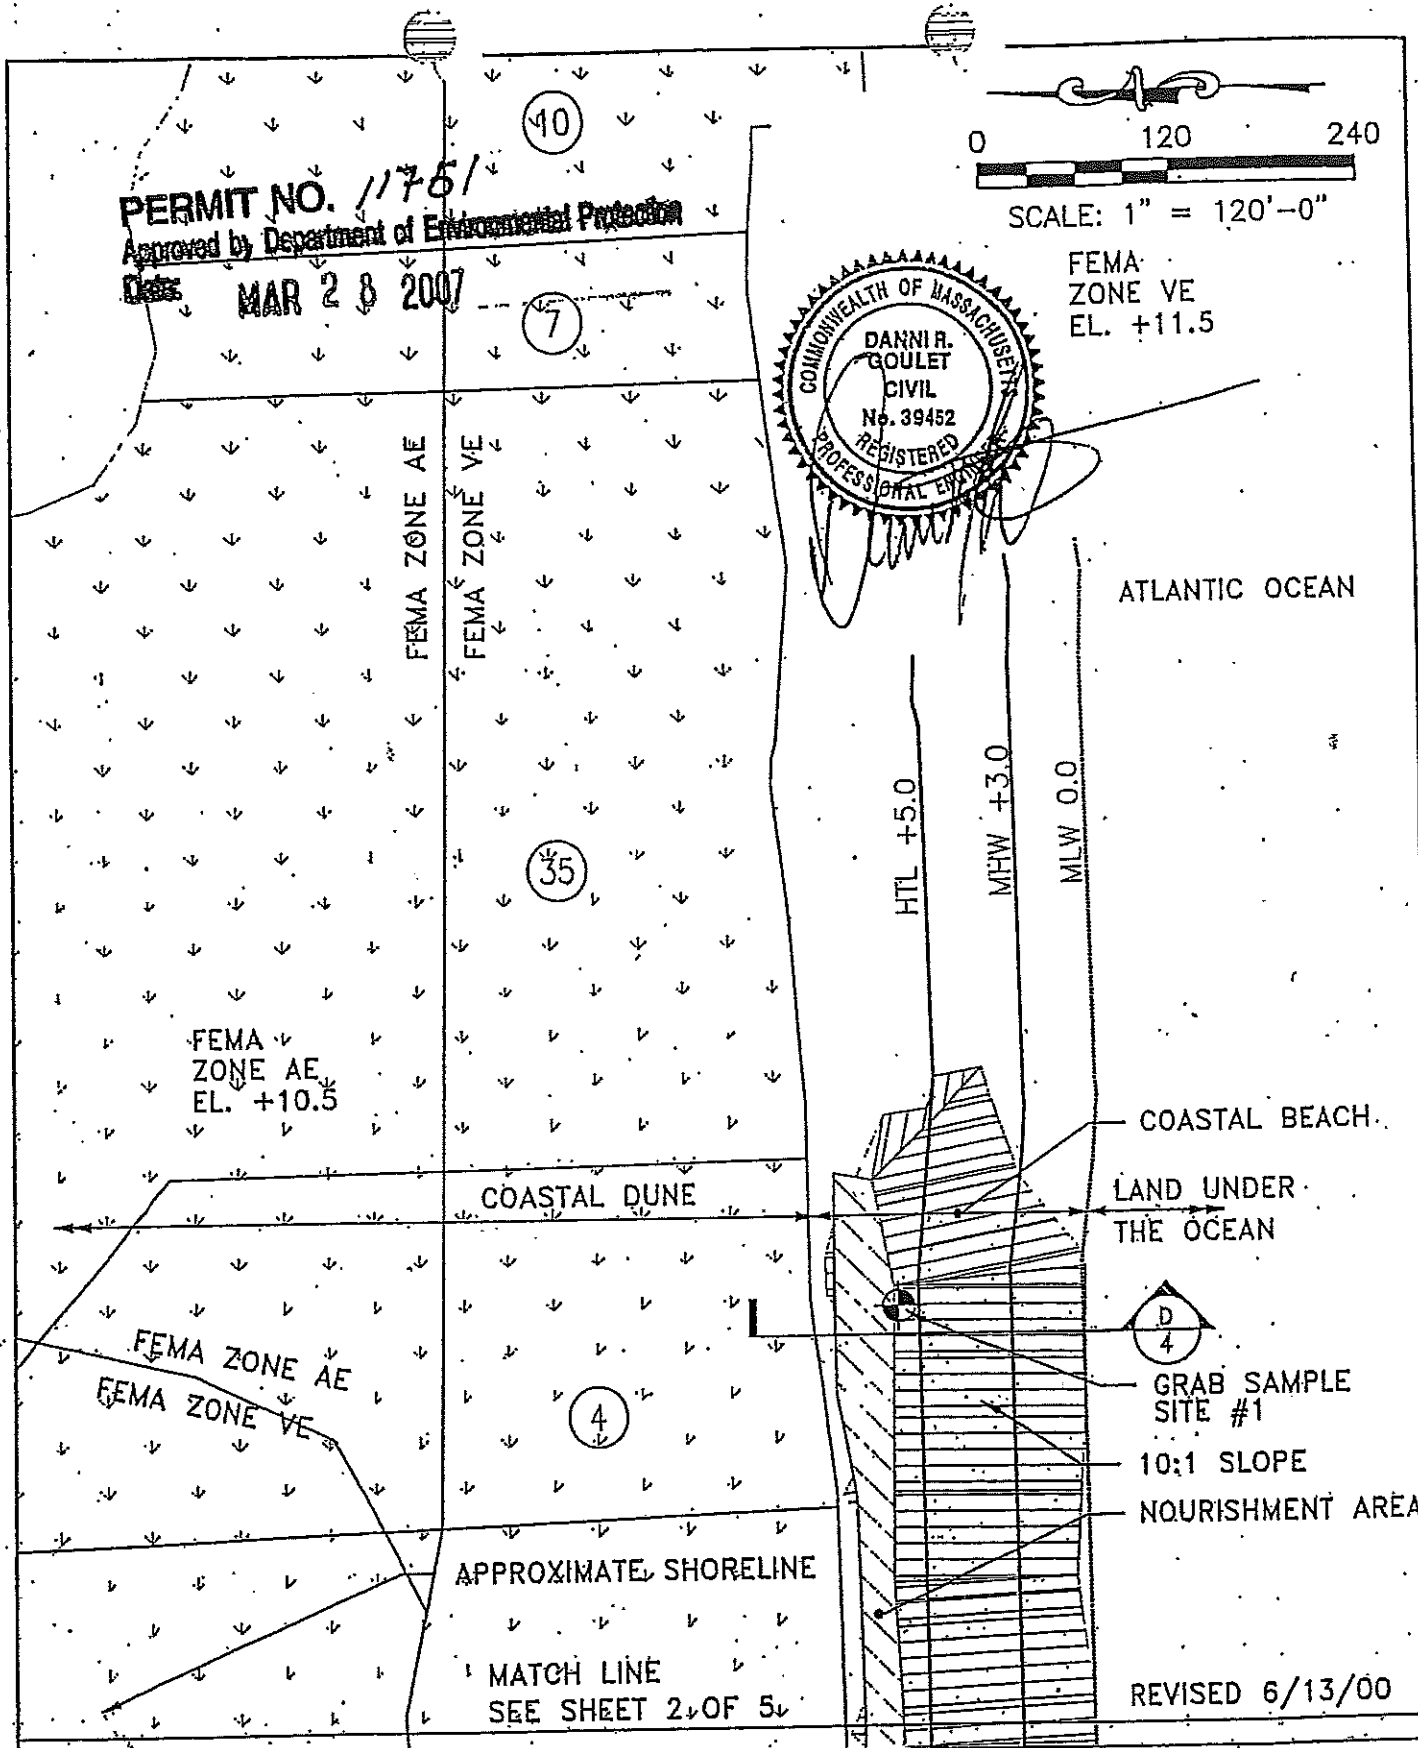 10
PERMIT NO. 11751
Approved by Department of Environmental Protection
Date:
MAR 28 2007
7
0 120 240
SCALE: 1" = 120'-0"
FEMA
ZONE VE
EL. +11.5
COMMONWEALTH OF MASSACHUSETTS
DANNI R.
GOULET
CIVIL
No. 39452
REGISTERED
PROFESSIONAL ENGINEER
FEMA ZONE AE
FEMA ZONE VE
ATLANTIC OCEAN
HTL +5.0
MHW +3.0
MLW 0.0
35
FEMA
ZONE AE
EL. +10.5
COASTAL BEACH
COASTAL DUNE
LAND UNDER
THE OCEAN
D
4
FEMA ZONE AE
FEMA ZONE VE
GRAB SAMPLE
SITE #1
4
10:1 SLOPE
NOURISHMENT AREA
APPROXIMATE SHORELINE
MATCH LINE
SEE SHEET 2 OF 5
REVISED 6/13/00